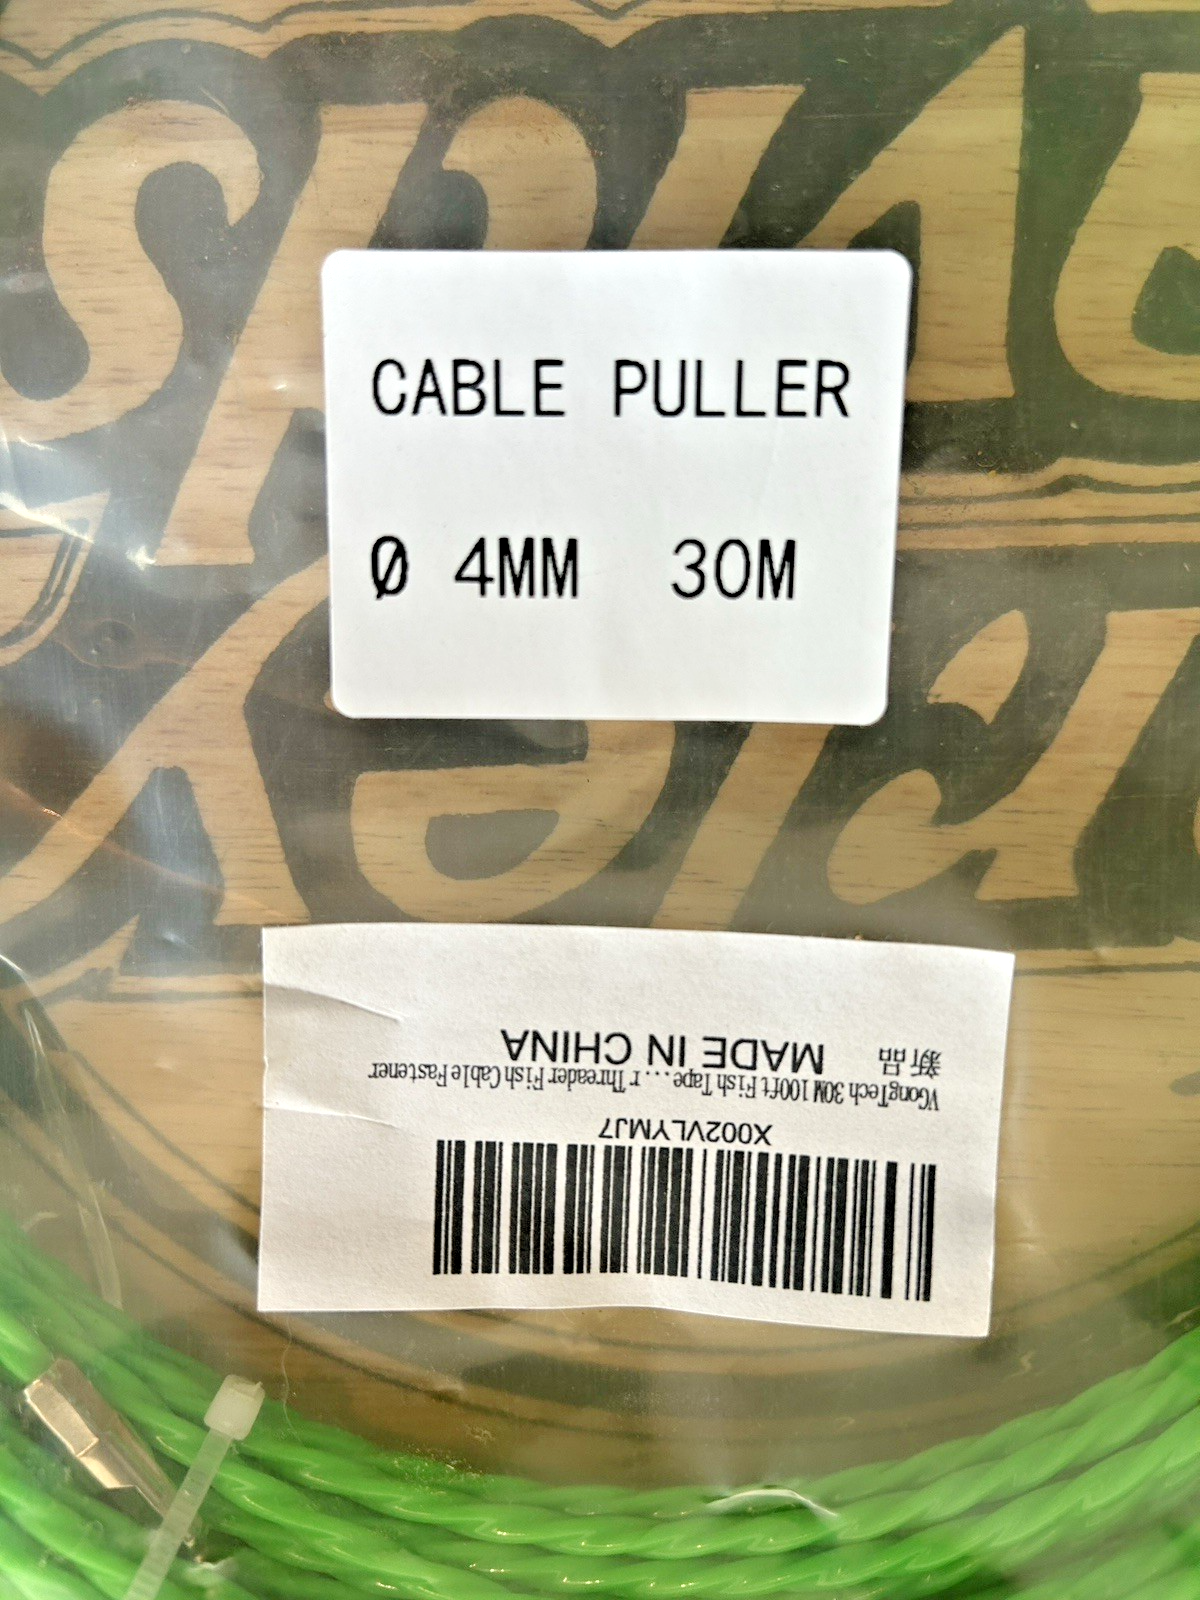 CABLE PULLER
Ø 4MM 30M
X002VLYMJ7
VGongTech 30M 100ft Fish Tape...r Threader Fish Cable Fastener
新品 MADE IN CHINA